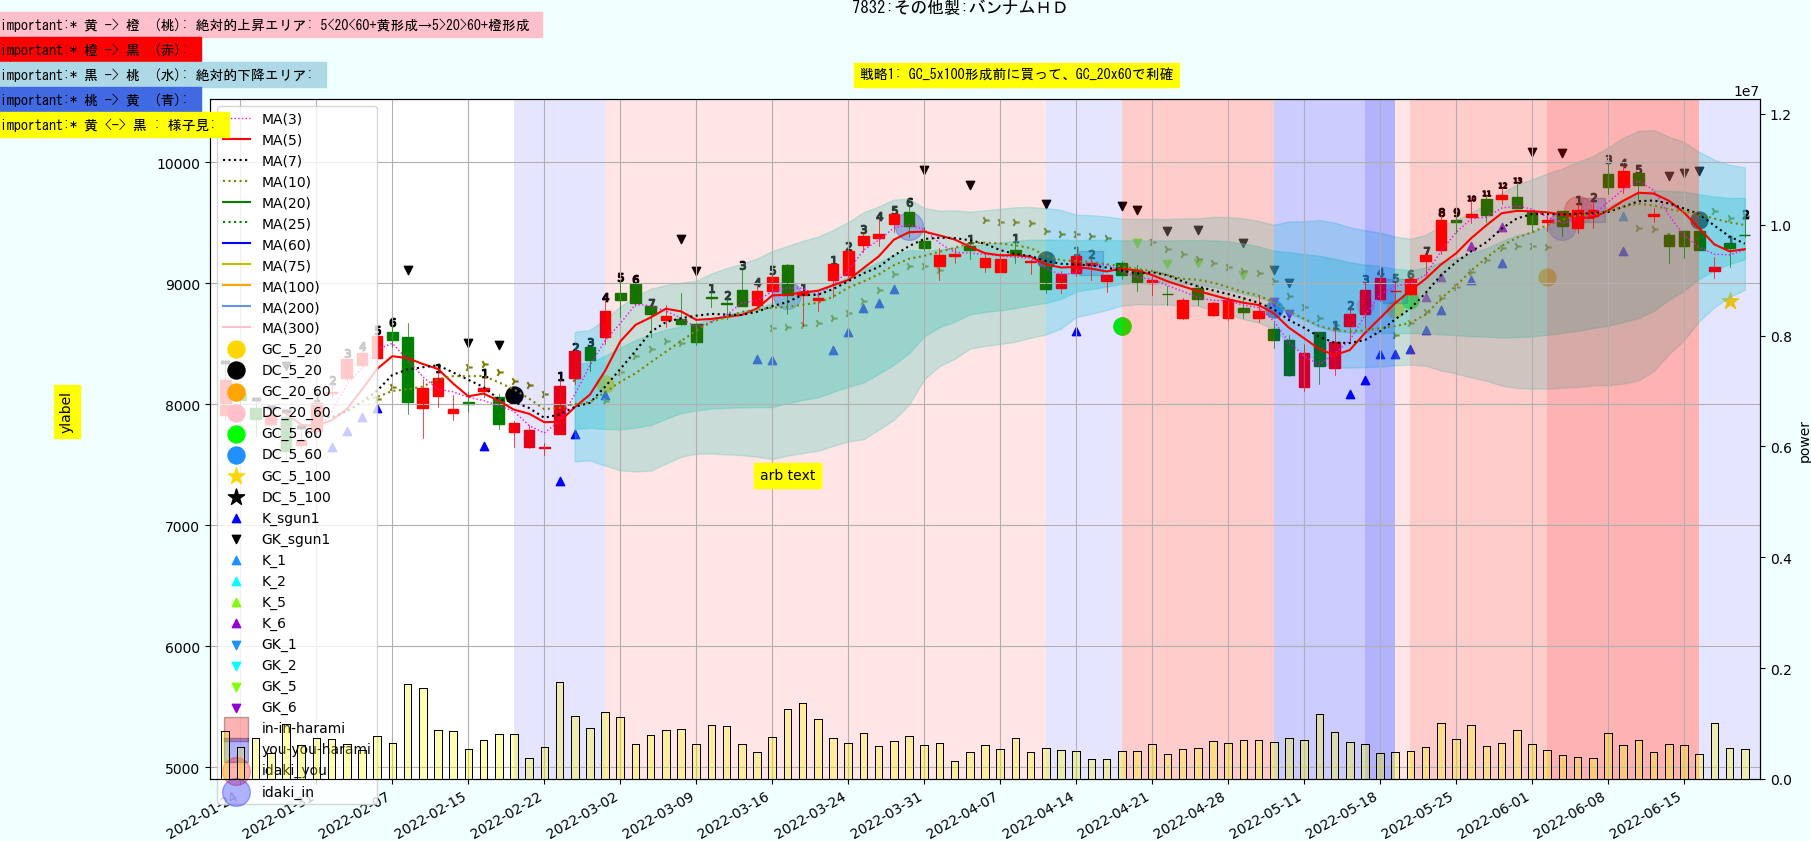 7832:その他製:バンナムＨＤ
important:* 黄 -> 橙 （桃）: 絶対的上昇エリア: 5<20<60+黄形成→5>20>60+橙形成
important:* 橙 -> 黒 （赤）:
important:* 黒 -> 桃 （水）: 絶対的下降エリア:
戦略1: GC_5x100形成前に買って、GC_20x60で利確
important:* 桃 -> 黄 （青）:
important:* 黄 <-> 黒 : 様子見:
1e7
MA(3)
MA(5)
MA(7)
MA(10)
MA(20)
MA(25)
MA(60)
MA(75)
MA(100)
MA(200)
MA(300)
GC_5_20
DC_5_20
GC_20_60
DC_20_60
GC_5_60
DC_5_60
GC_5_100
DC_5_100
K_sgun1
GK_sgun1
K_1
K_2
K_5
K_6
GK_1
GK_2
GK_5
GK_6
in-in-harami
you-you-harami
idaki_you
idaki_in
10000
9000
8000
7000
6000
5000
ylabel
arb text
1.2
1.0
0.8
0.6
0.4
0.2
0.0
power
2022-01-31
2022-02-07
2022-02-15
2022-02-22
2022-03-02
2022-03-09
2022-03-16
2022-03-24
2022-03-31
2022-04-07
2022-04-14
2022-04-21
2022-04-28
2022-05-11
2022-05-18
2022-05-25
2022-06-01
2022-06-08
2022-06-15